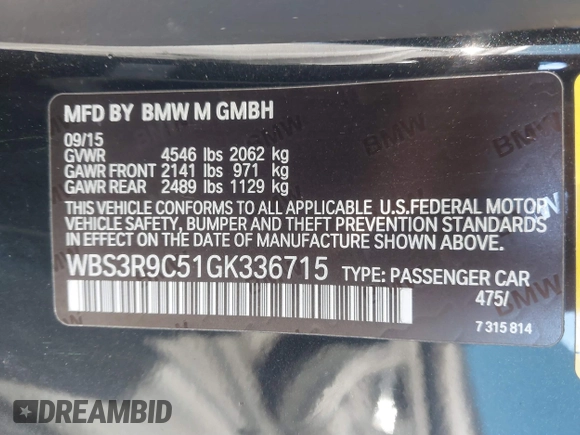 MFD BY BMW M GMBH
09/15
GVWR 4546 lbs 2062 kg
GAWR FRONT 2141 lbs 971 kg
GAWR REAR 2489 lbs 1129 kg
THIS VEHICLE CONFORMS TO ALL APPLICABLE U.S.FEDERAL MOTOR
VEHICLE SAFETY, BUMPER AND THEFT PREVENTION STANDARDS
IN EFFECT ON THE DATE OF MANUFACTURE SHOWN ABOVE.
WBS3R9C51GK336715 TYPE: PASSENGER CAR
475/
7 315 814
DREAMBID